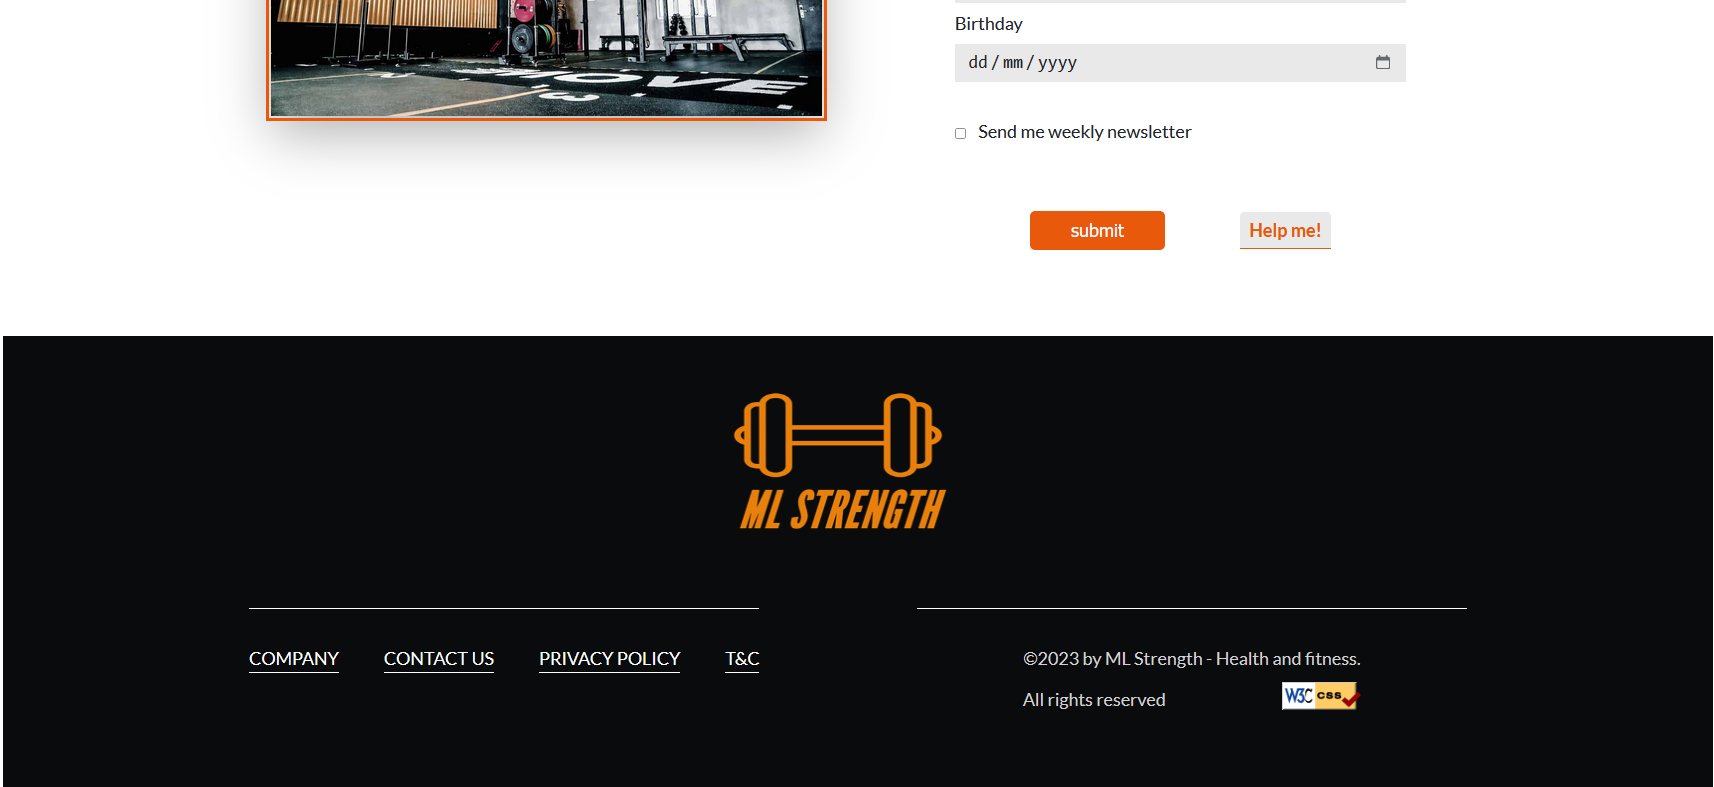 OVE
Birthday
dd / mm / yyyy
Send me weekly newsletter
submit
Help me!
ML STRENGTH
COMPANY
CONTACT US
PRIVACY POLICY
T&C
©2023 by ML Strength - Health and fitness.
All rights reserved
W3C css